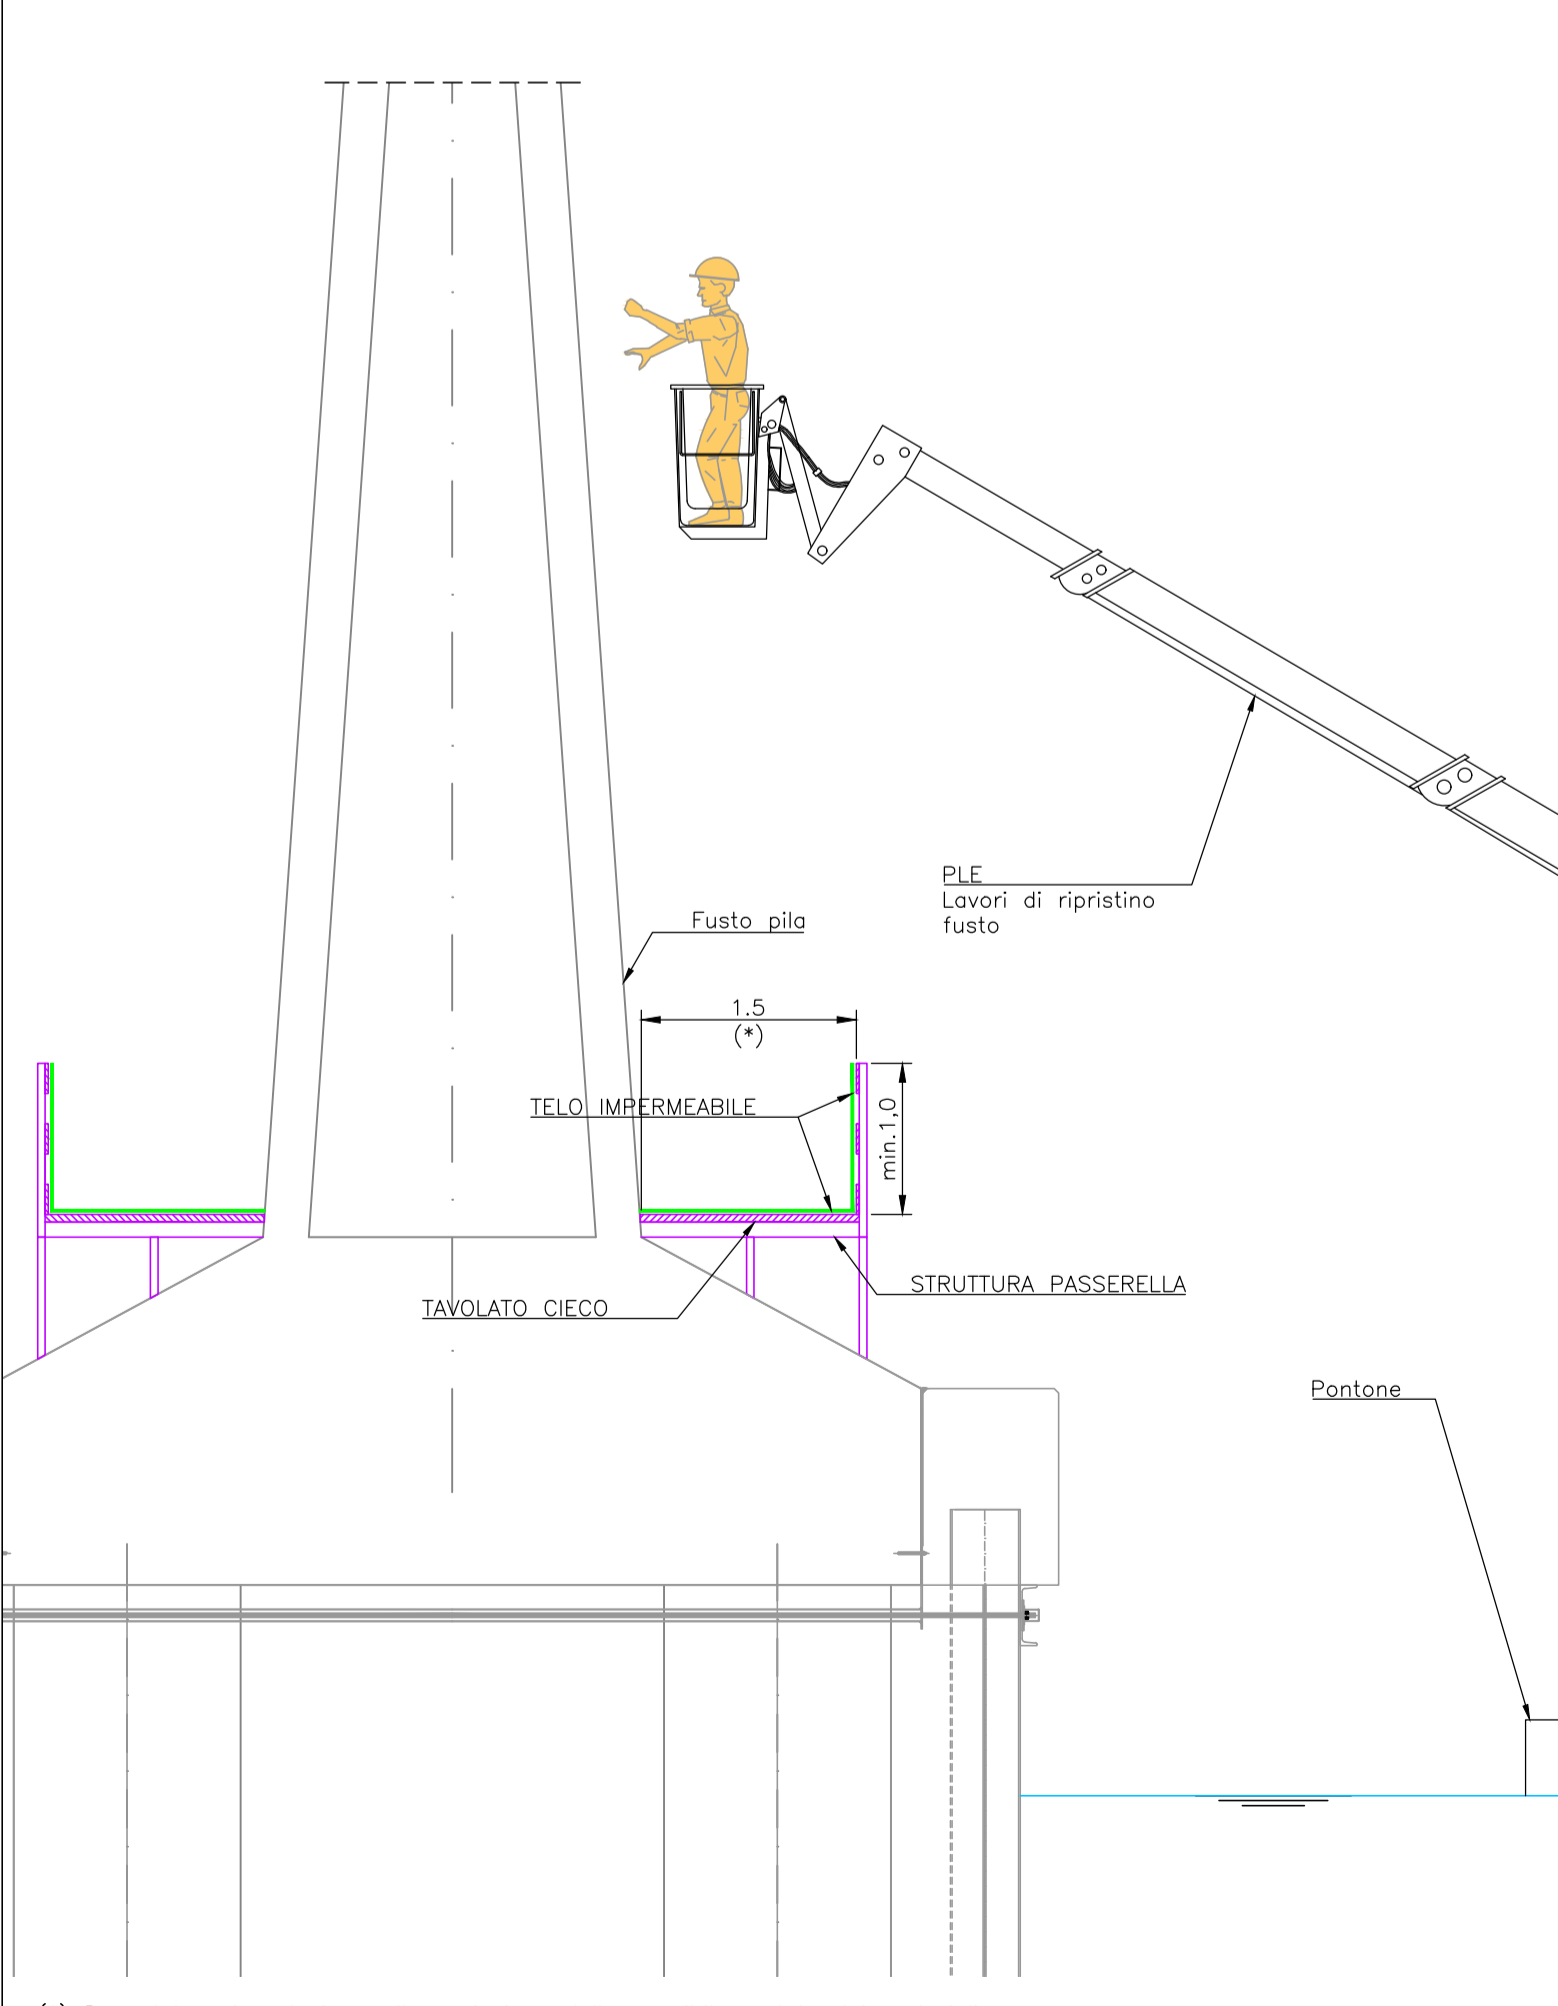 PLE
Lavori di ripristino
fusto
Fusto pila
1.5
(*)
TELO IMPERMEABILE
min.1,0
STRUTTURA PASSERELLA
TAVOLATO CIECO
Pontone